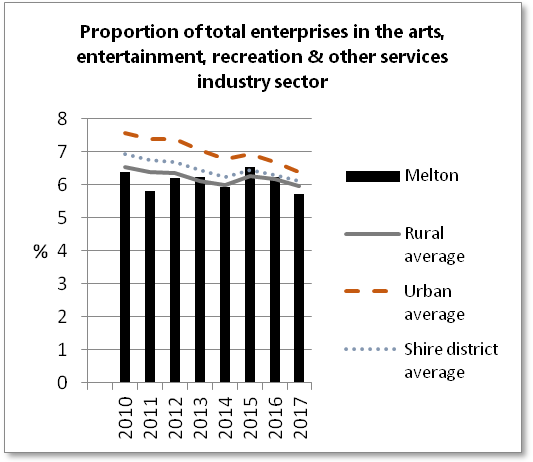 Proportion of total enterprises in the arts,
entertainment, recreation & other services
industry sector
8
7
6
5
% 4
3
2
1
0
2010 2011 2012 2013 2014 2015 2016 2017
Melton
Rural
average
Urban
average
Shire district
average